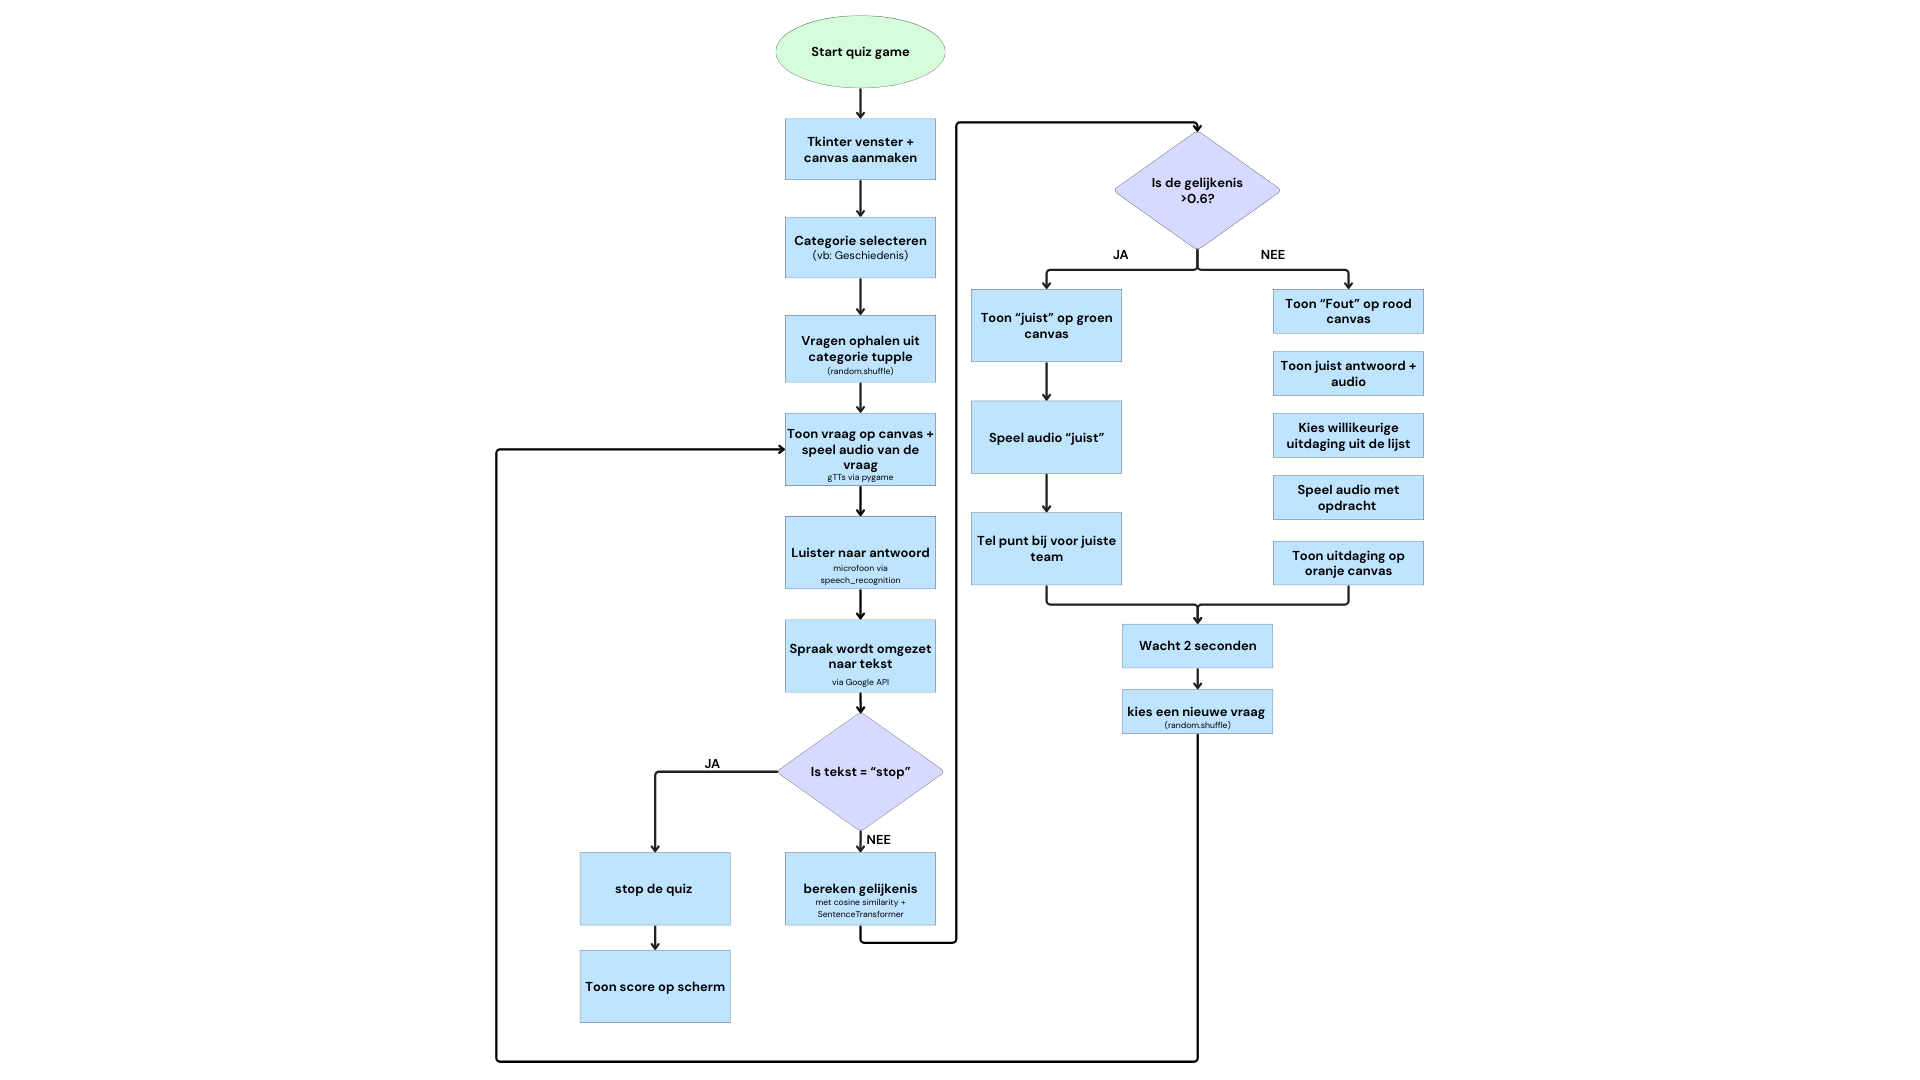 Start quiz game
Tkinter venster +
canvas aanmaken
Categorie selecteren
(vb: Geschiedenis)
Vragen ophalen uit
categorie tupple
(random.shuffle)
Toon vraag op canvas +
speel audio van de
vraag
gTTs via pygame
Luister naar antwoord
microfoon via
speech_recognition
Spraak wordt omgezet
naar tekst
via Google API
Is tekst = “stop”
JA
NEE
stop de quiz
Toon score op scherm
bereken gelijkenis
met cosine similarity +
SentenceTransformer
Is de gelijkenis
>0.6?
JA
NEE
Toon “juist” op groen
canvas
Speel audio “juist”
Tel punt bij voor juiste
team
Toon “Fout” op rood
canvas
Toon juist antwoord +
audio
Kies willikeurige
uitdaging uit de lijst
Speel audio met
opdracht
Toon uitdaging op
oranje canvas
Wacht 2 seconden
kies een nieuwe vraag
(random.shuffle)